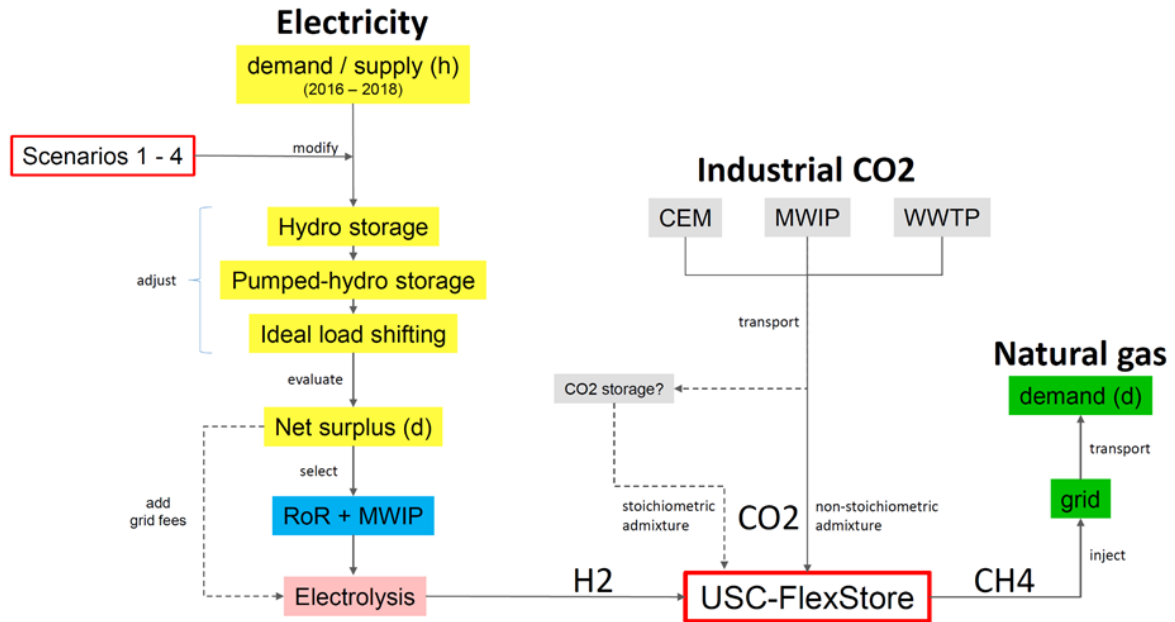 Electricity
demand / supply (h)
(2016 – 2018)
Scenarios 1 - 4
modify
Hydro storage
adjust
Pumped-hydro storage
Ideal load shifting
evaluate
Net surplus (d)
select
add
grid fees
RoR + MWIP
Electrolysis
H2
Industrial CO2
CEM
MWIP
WWTP
transport
CO2 storage?
stoichiometric
admixture
CO2
non-stoichiometric
admixture
USC-FlexStore
CH4
Natural gas
demand (d)
transport
grid
inject